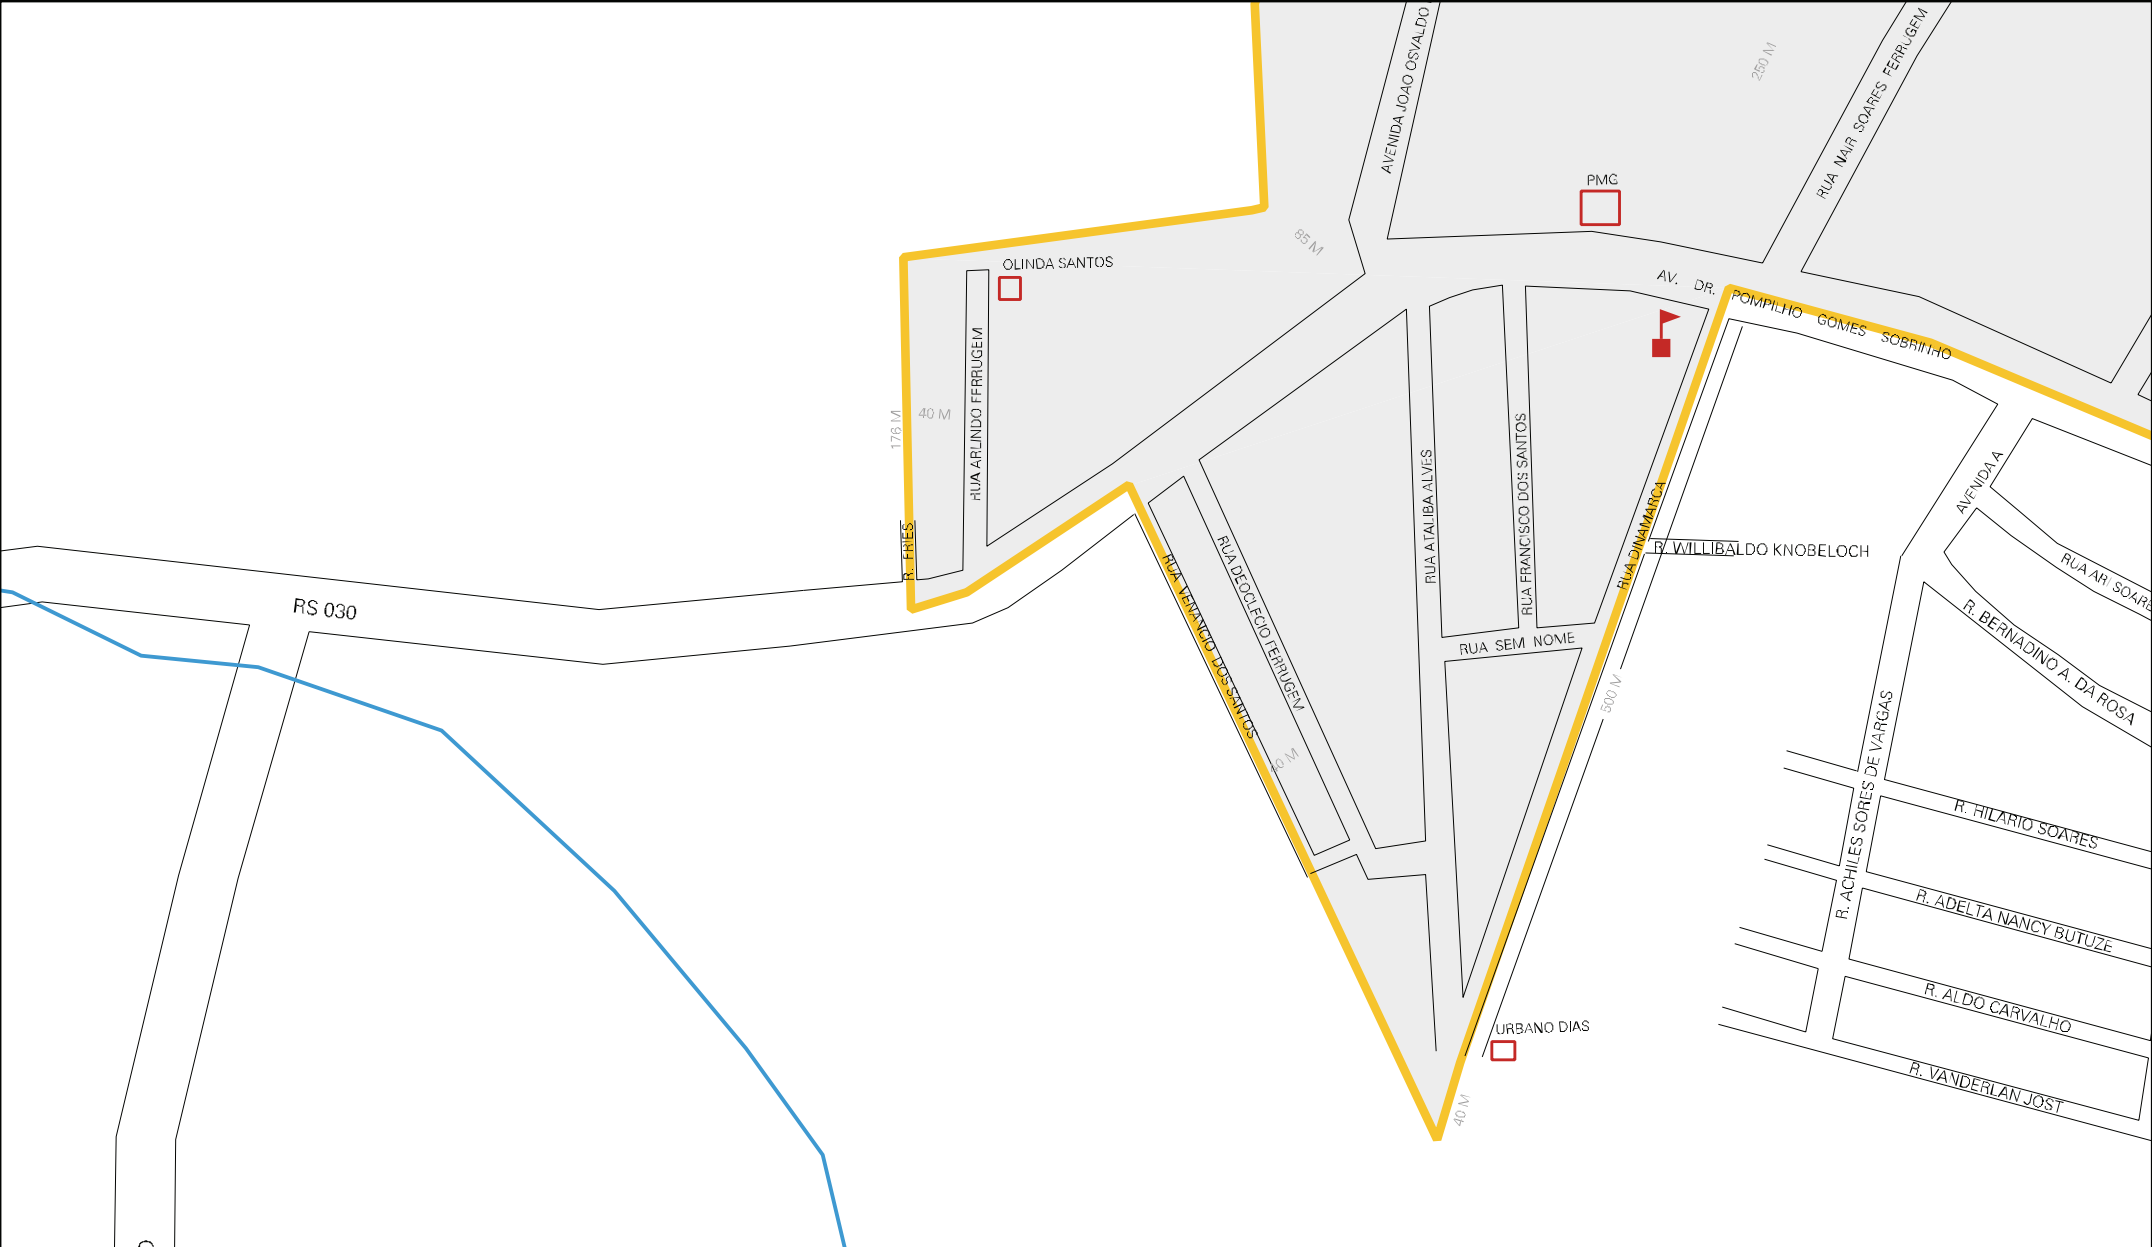 AVENIDA JOAO OSVALDO
250 M
RUA NAIR SOARES FERRUGEM
PMG
85 M
OLINDA SANTOS
AV. DR. POMPILHO GOMES SOBRINHO
176 M
40 M
RUA ARLINDO FERRUGEM
R. FRIES
RS 030
RUA VENANCIO DOS SANTOS
RUA DEOCLECIO FERRUGEM
40 M
RUA ATALIBA ALVES
RUA FRANCISCO DOS SANTOS
RUA SEM NOME
RUA DINAMARCA
R. WILLIBALDO KNOBELOCH
500 M
AVENIDA A
RUA ARI SOARE
R. BERNADINO A. DA ROSA
R. ACHILES SORES DE VARGAS
R. HILARIO SOARES
R. ADELTA NANCY BUTUZE
R. ALDO CARVALHO
R. VANDERLAN JOST
URBANO DIAS
40 M